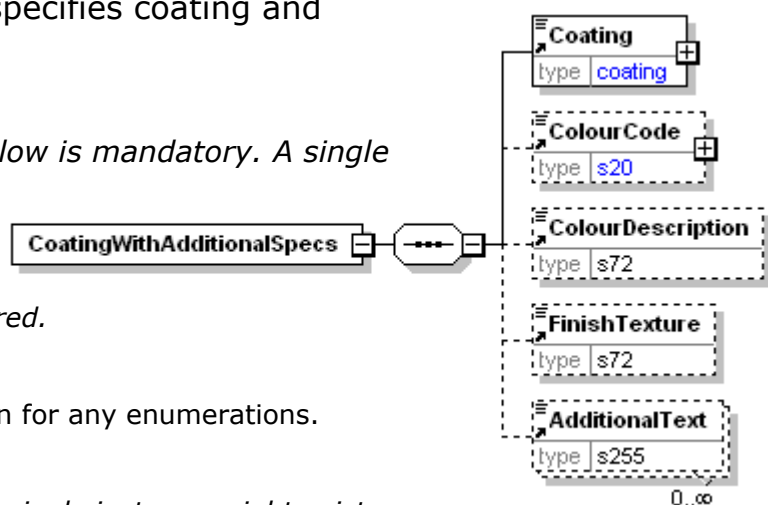 specifies coating and
low is mandatory. A single
red.
n for any enumerations.
CoatingWithAdditionalSpecs
Coating
type coating
ColourCode
type s20
ColourDescription
type s72
FinishTexture
type s72
AdditionalText
type s255
0..∞